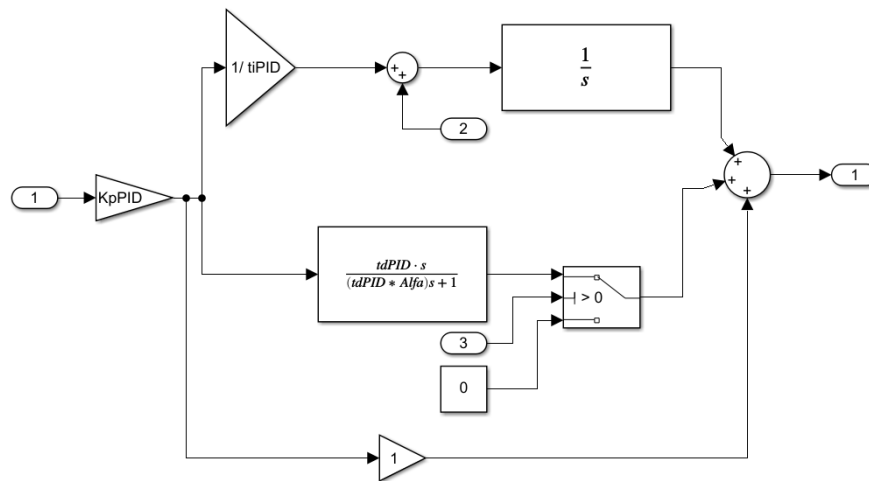 1/ tiPID
+
+
1
s
2
1
KpPID
+
+
+
1
tdPID · s
(tdPID * Alfa)s + 1
> 0
3
0
1